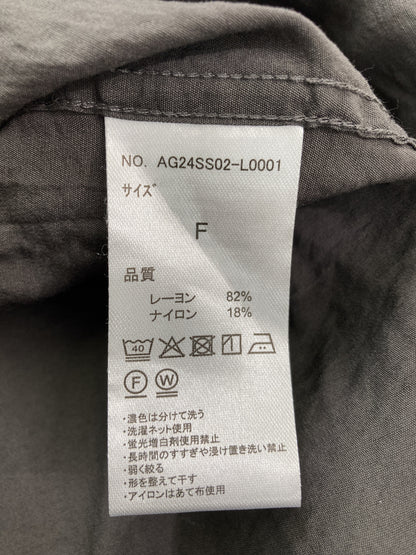 NO. AG24SS02-L0001
サイズ
F
品質
レーヨン 82%
ナイロン 18%
40
F W
・濃色は分けて洗う
・洗濯ネット使用
・蛍光増白剤使用禁止
・長時間のすすぎや浸け置き洗い禁止
・弱く絞る
・形を整えて干す
・アイロンはあて布使用